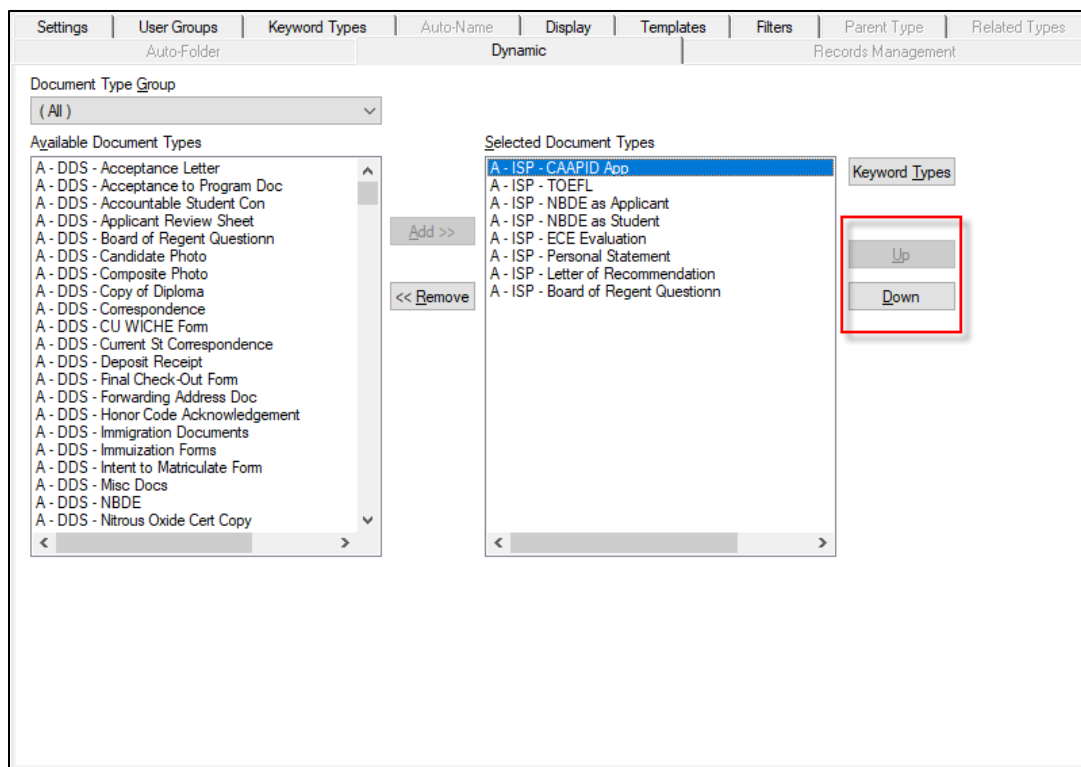 Settings User Groups Keyword Types Auto-Name Display Templates Filters Parent Type Related Types
Auto-Folder Dynamic Records Management
Document Type Group
( All )
Available Document Types
A - DDS - Acceptance Letter
A - DDS - Acceptance to Program Doc
A - DDS - Accountable Student Con
A - DDS - Applicant Review Sheet
A - DDS - Board of Regent Questionn
A - DDS - Candidate Photo
A - DDS - Composite Photo
A - DDS - Copy of Diploma
A - DDS - Correspondence
A - DDS - CU WICHE Form
A - DDS - Current St Correspondence
A - DDS - Deposit Receipt
A - DDS - Final Check-Out Form
A - DDS - Forwarding Address Doc
A - DDS - Honor Code Acknowledgement
A - DDS - Immigration Documents
A - DDS - Immuization Forms
A - DDS - Intent to Matriculate Form
A - DDS - Misc Docs
A - DDS - NBDE
A - DDS - Nitrous Oxide Cert Copy
Add >>
<< Remove
Selected Document Types
A - ISP - CAAPID App
A - ISP - TOEFL
A - ISP - NBDE as Applicant
A - ISP - NBDE as Student
A - ISP - ECE Evaluation
A - ISP - Personal Statement
A - ISP - Letter of Recommendation
A - ISP - Board of Regent Questionn
Keyword Types
Up
Down